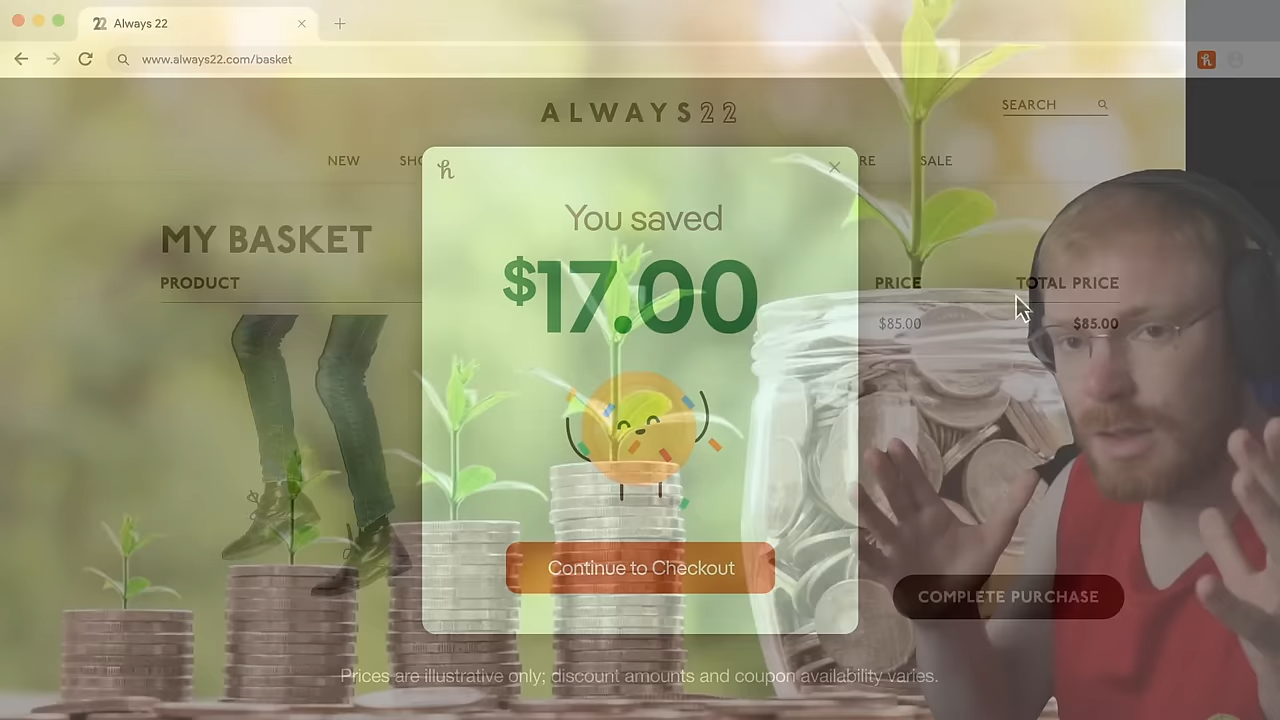 22 Always 22
www.always22.com/basket
ALWAYS22
SEARCH
NEW
SALE
h
You saved
$17.00
MY BASKET
PRODUCT
PRICE
TOTAL PRICE
$85.00
$85.00
Continue to Checkout
COMPLETE PURCHASE
Prices are illustrative only; discount amounts and coupon availability varies.